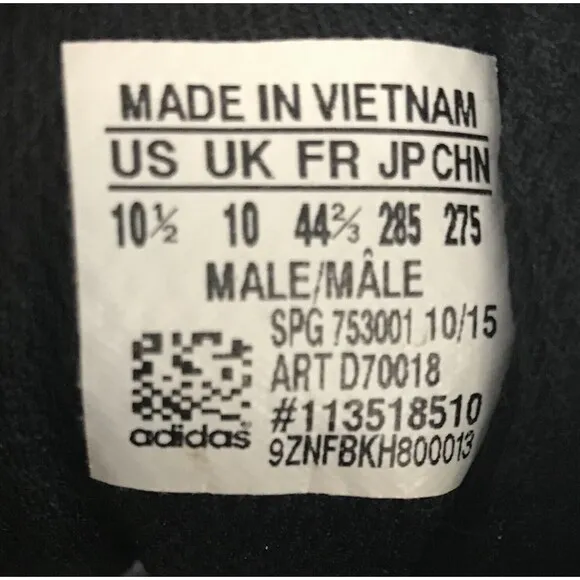 MADE IN VIETNAM
US UK FR JP CHN
10½ 10 44⅔ 285 275
MALE/MÂLE
SPG 753001 10/15
ART D70018
#113518510
adidas
9ZNFBKH800013